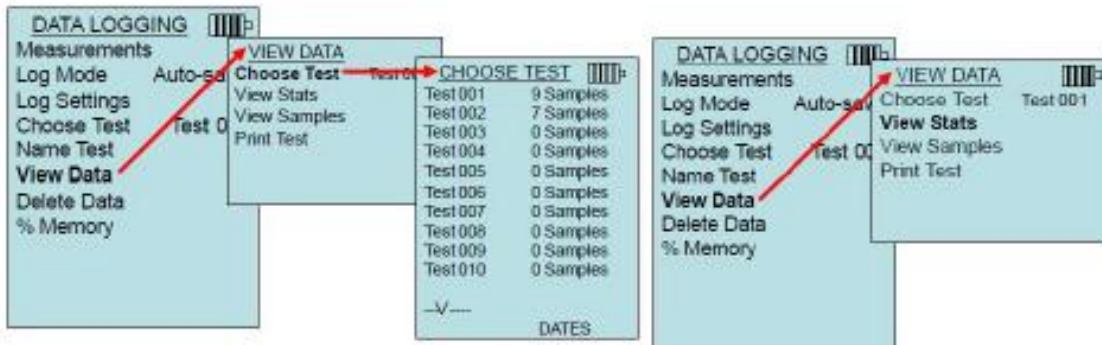 DATA LOGGING
Measurements
Log Mode Auto-sa
Log Settings
Choose Test Test 0
Name Test
View Data
Delete Data
% Memory
VIEW DATA
Choose Test Test 0
View Stats
View Samples
Print Test
CHOOSE TEST
Test 001 9 Samples
Test 002 7 Samples
Test 003 0 Samples
Test 004 0 Samples
Test 005 0 Samples
Test 006 0 Samples
Test 007 0 Samples
Test 008 0 Samples
Test 009 0 Samples
Test 010 0 Samples
--V----
DATES
DATA LOGGING
Measurements
Log Mode Auto-sav
Log Settings
Choose Test Test 00
Name Test
View Data
Delete Data
% Memory
VIEW DATA
Choose Test Test 001
View Stats
View Samples
Print Test